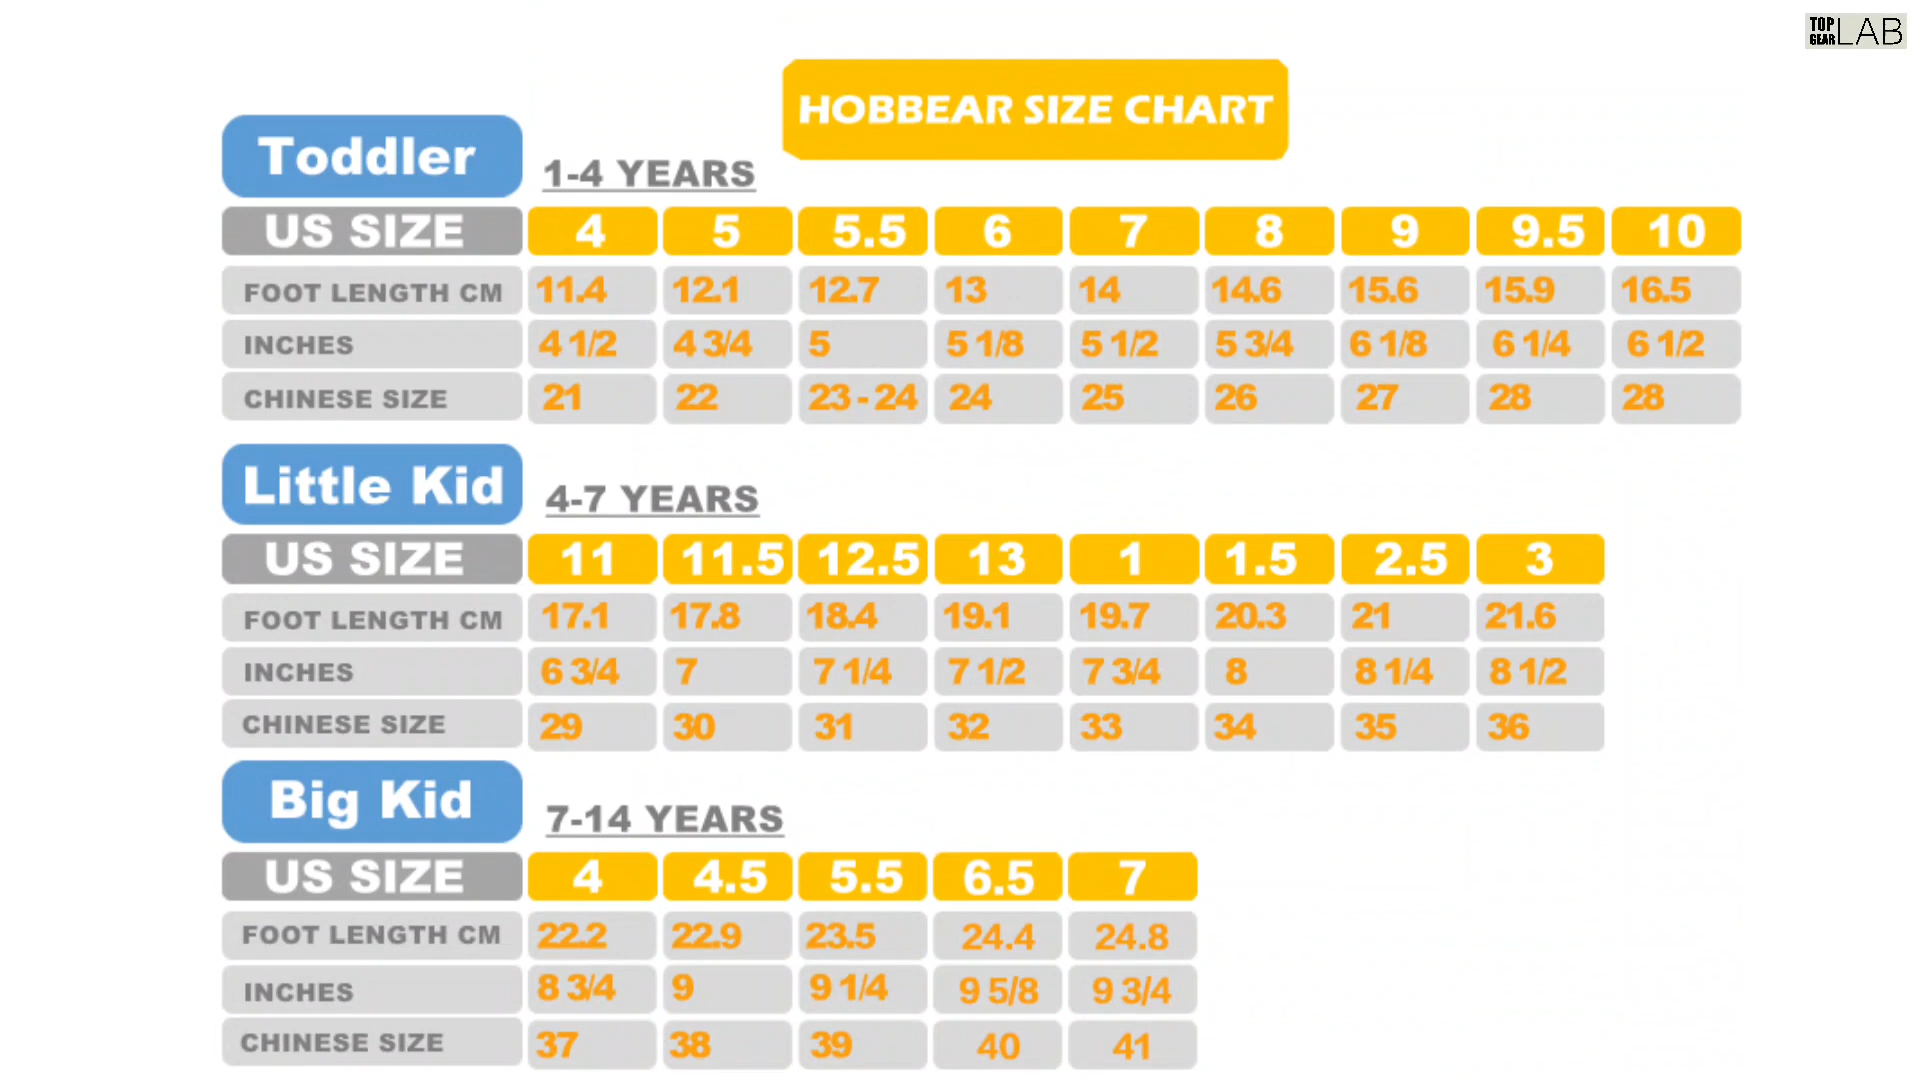 TOP GEAR LAB
HOBBEAR SIZE CHART
Toddler 1-4 YEARS
US SIZE 4 5 5.5 6 7 8 9 9.5 10
FOOT LENGTH CM 11.4 12.1 12.7 13 14 14.6 15.6 15.9 16.5
INCHES 4 1/2 4 3/4 5 5 1/8 5 1/2 5 3/4 6 1/8 6 1/4 6 1/2
CHINESE SIZE 21 22 23 - 24 24 25 26 27 28 28
Little Kid 4-7 YEARS
US SIZE 11 11.5 12.5 13 1 1.5 2.5 3
FOOT LENGTH CM 17.1 17.8 18.4 19.1 19.7 20.3 21 21.6
INCHES 6 3/4 7 7 1/4 7 1/2 7 3/4 8 8 1/4 8 1/2
CHINESE SIZE 29 30 31 32 33 34 35 36
Big Kid 7-14 YEARS
US SIZE 4 4.5 5.5 6.5 7
FOOT LENGTH CM 22.2 22.9 23.5 24.4 24.8
INCHES 8 3/4 9 9 1/4 9 5/8 9 3/4
CHINESE SIZE 37 38 39 40 41